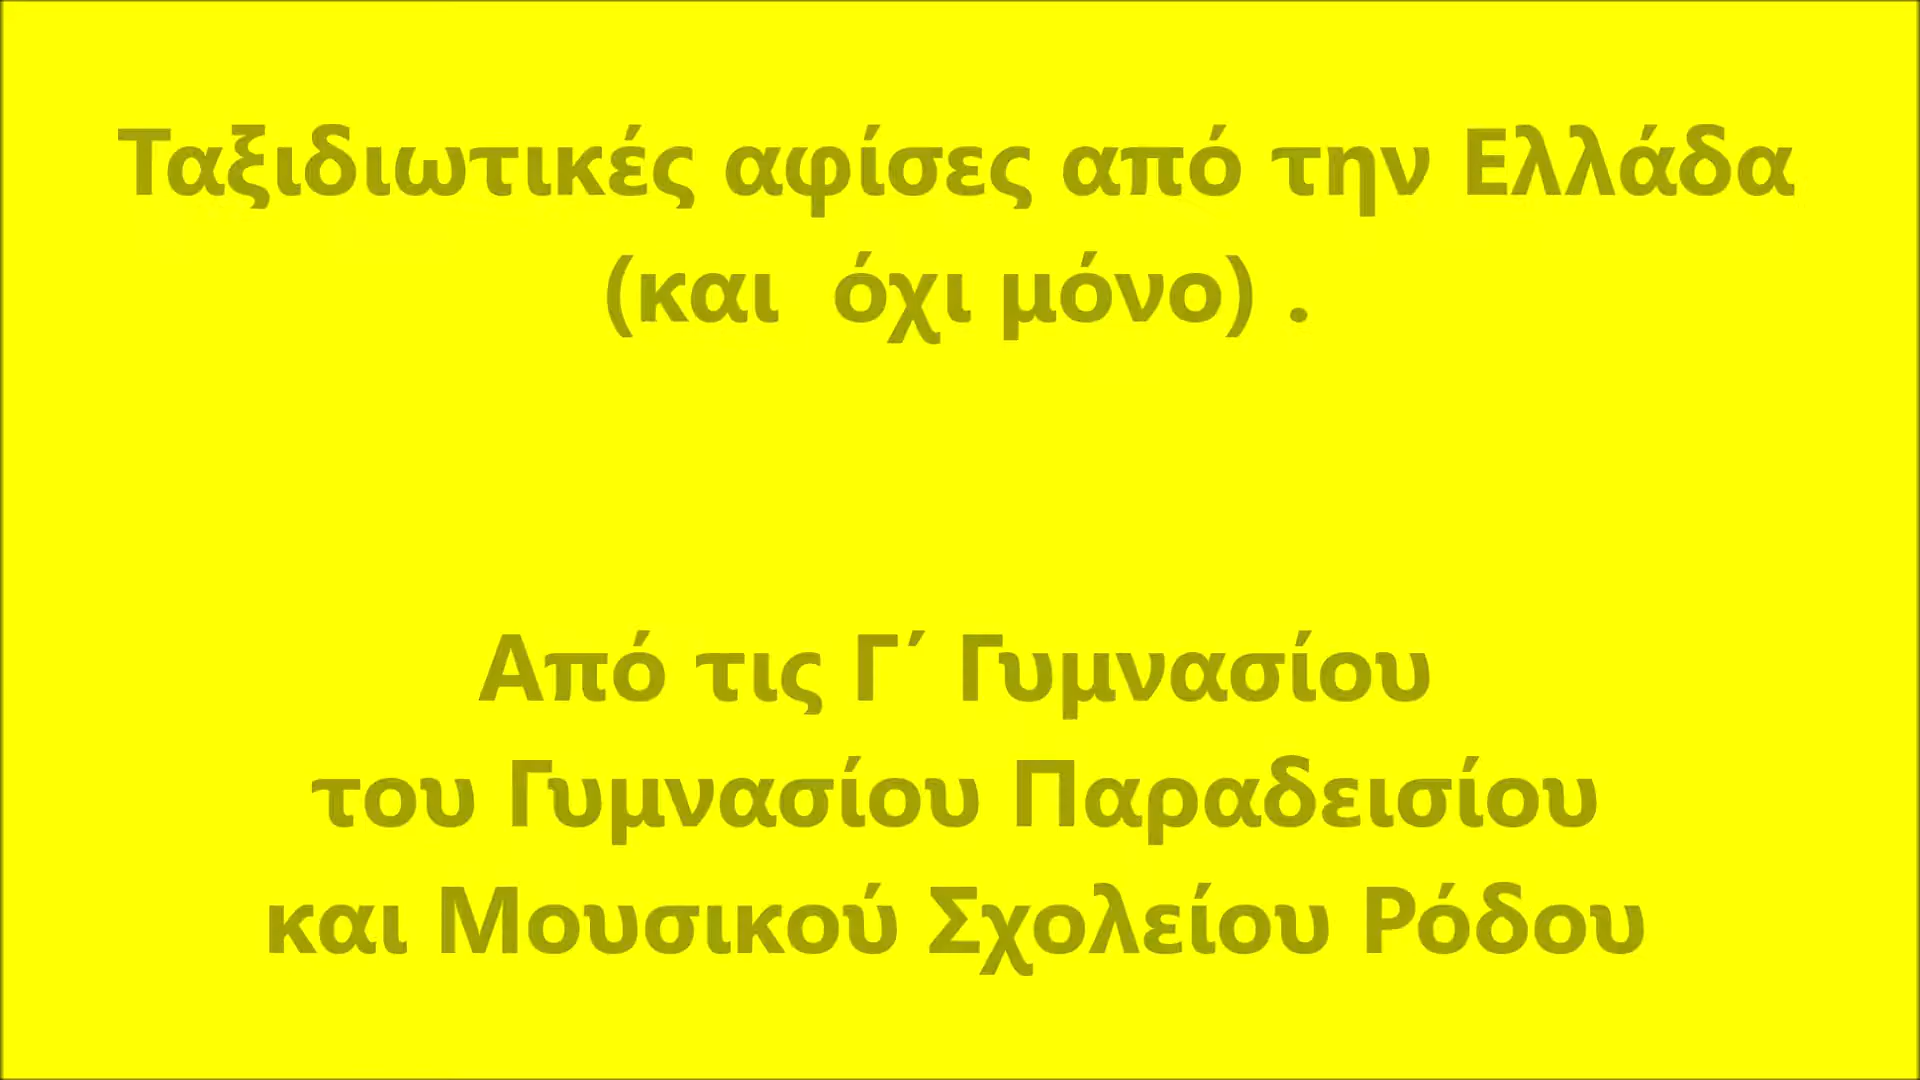 Ταξιδιωτικές αφίσες από την Ελλάδα
(και  όχι μόνο) .
Από τις Γ΄ Γυμνασίου
του Γυμνασίου Παραδεισίου
και Μουσικού Σχολείου Ρόδου